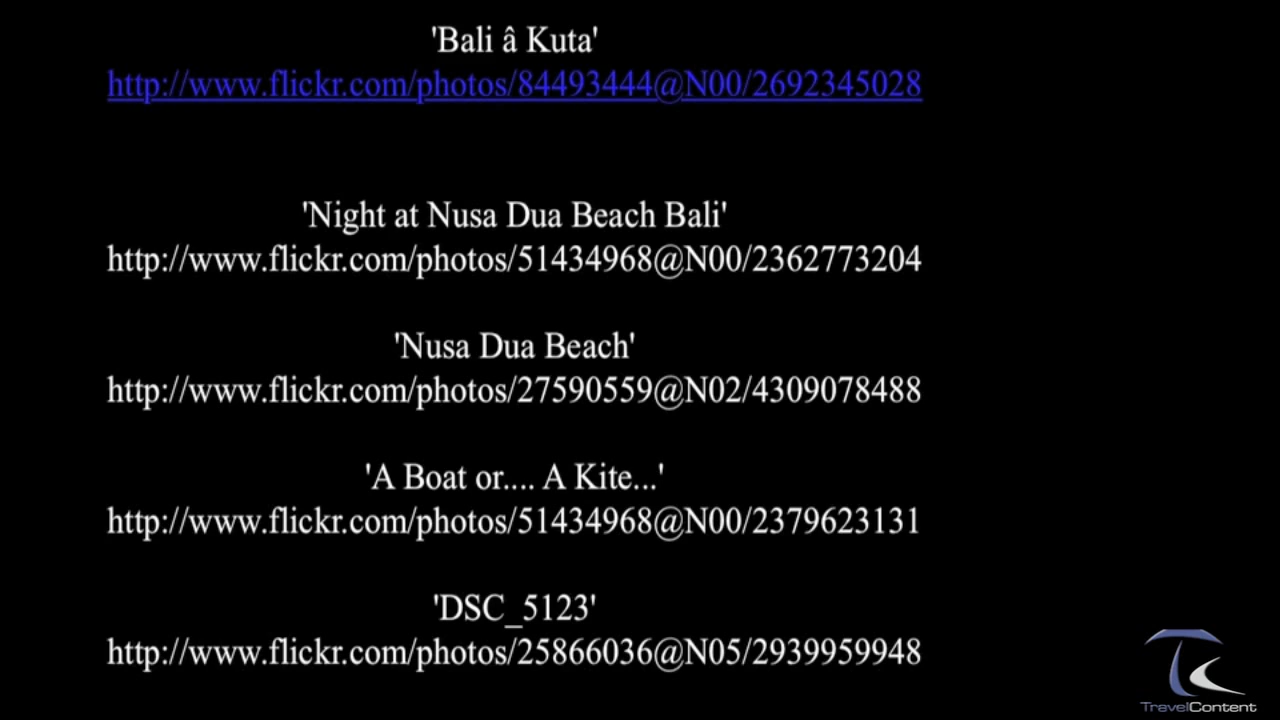 'Bali â Kuta'
http://www.flickr.com/photos/84493444@N00/2692345028
'Night at Nusa Dua Beach Bali'
http://www.flickr.com/photos/51434968@N00/2362773204
'Nusa Dua Beach'
http://www.flickr.com/photos/27590559@N02/4309078488
'A Boat or.... A Kite...'
http://www.flickr.com/photos/51434968@N00/2379623131
'DSC_5123'
http://www.flickr.com/photos/25866036@N05/2939959948
TravelContent